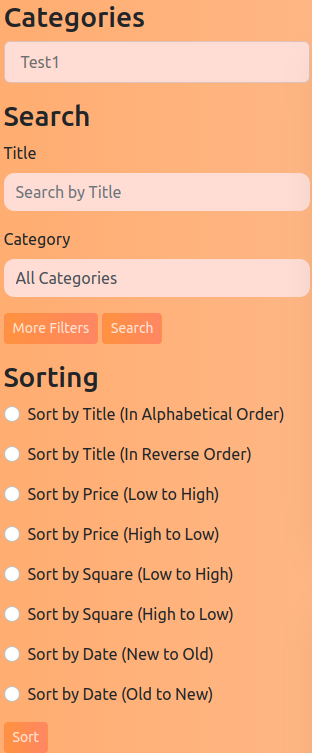 Categories
Test1
Search
Title
Search by Title
Category
All Categories
More Filters Search
Sorting
Sort by Title (In Alphabetical Order)
Sort by Title (In Reverse Order)
Sort by Price (Low to High)
Sort by Price (High to Low)
Sort by Square (Low to High)
Sort by Square (High to Low)
Sort by Date (New to Old)
Sort by Date (Old to New)
Sort